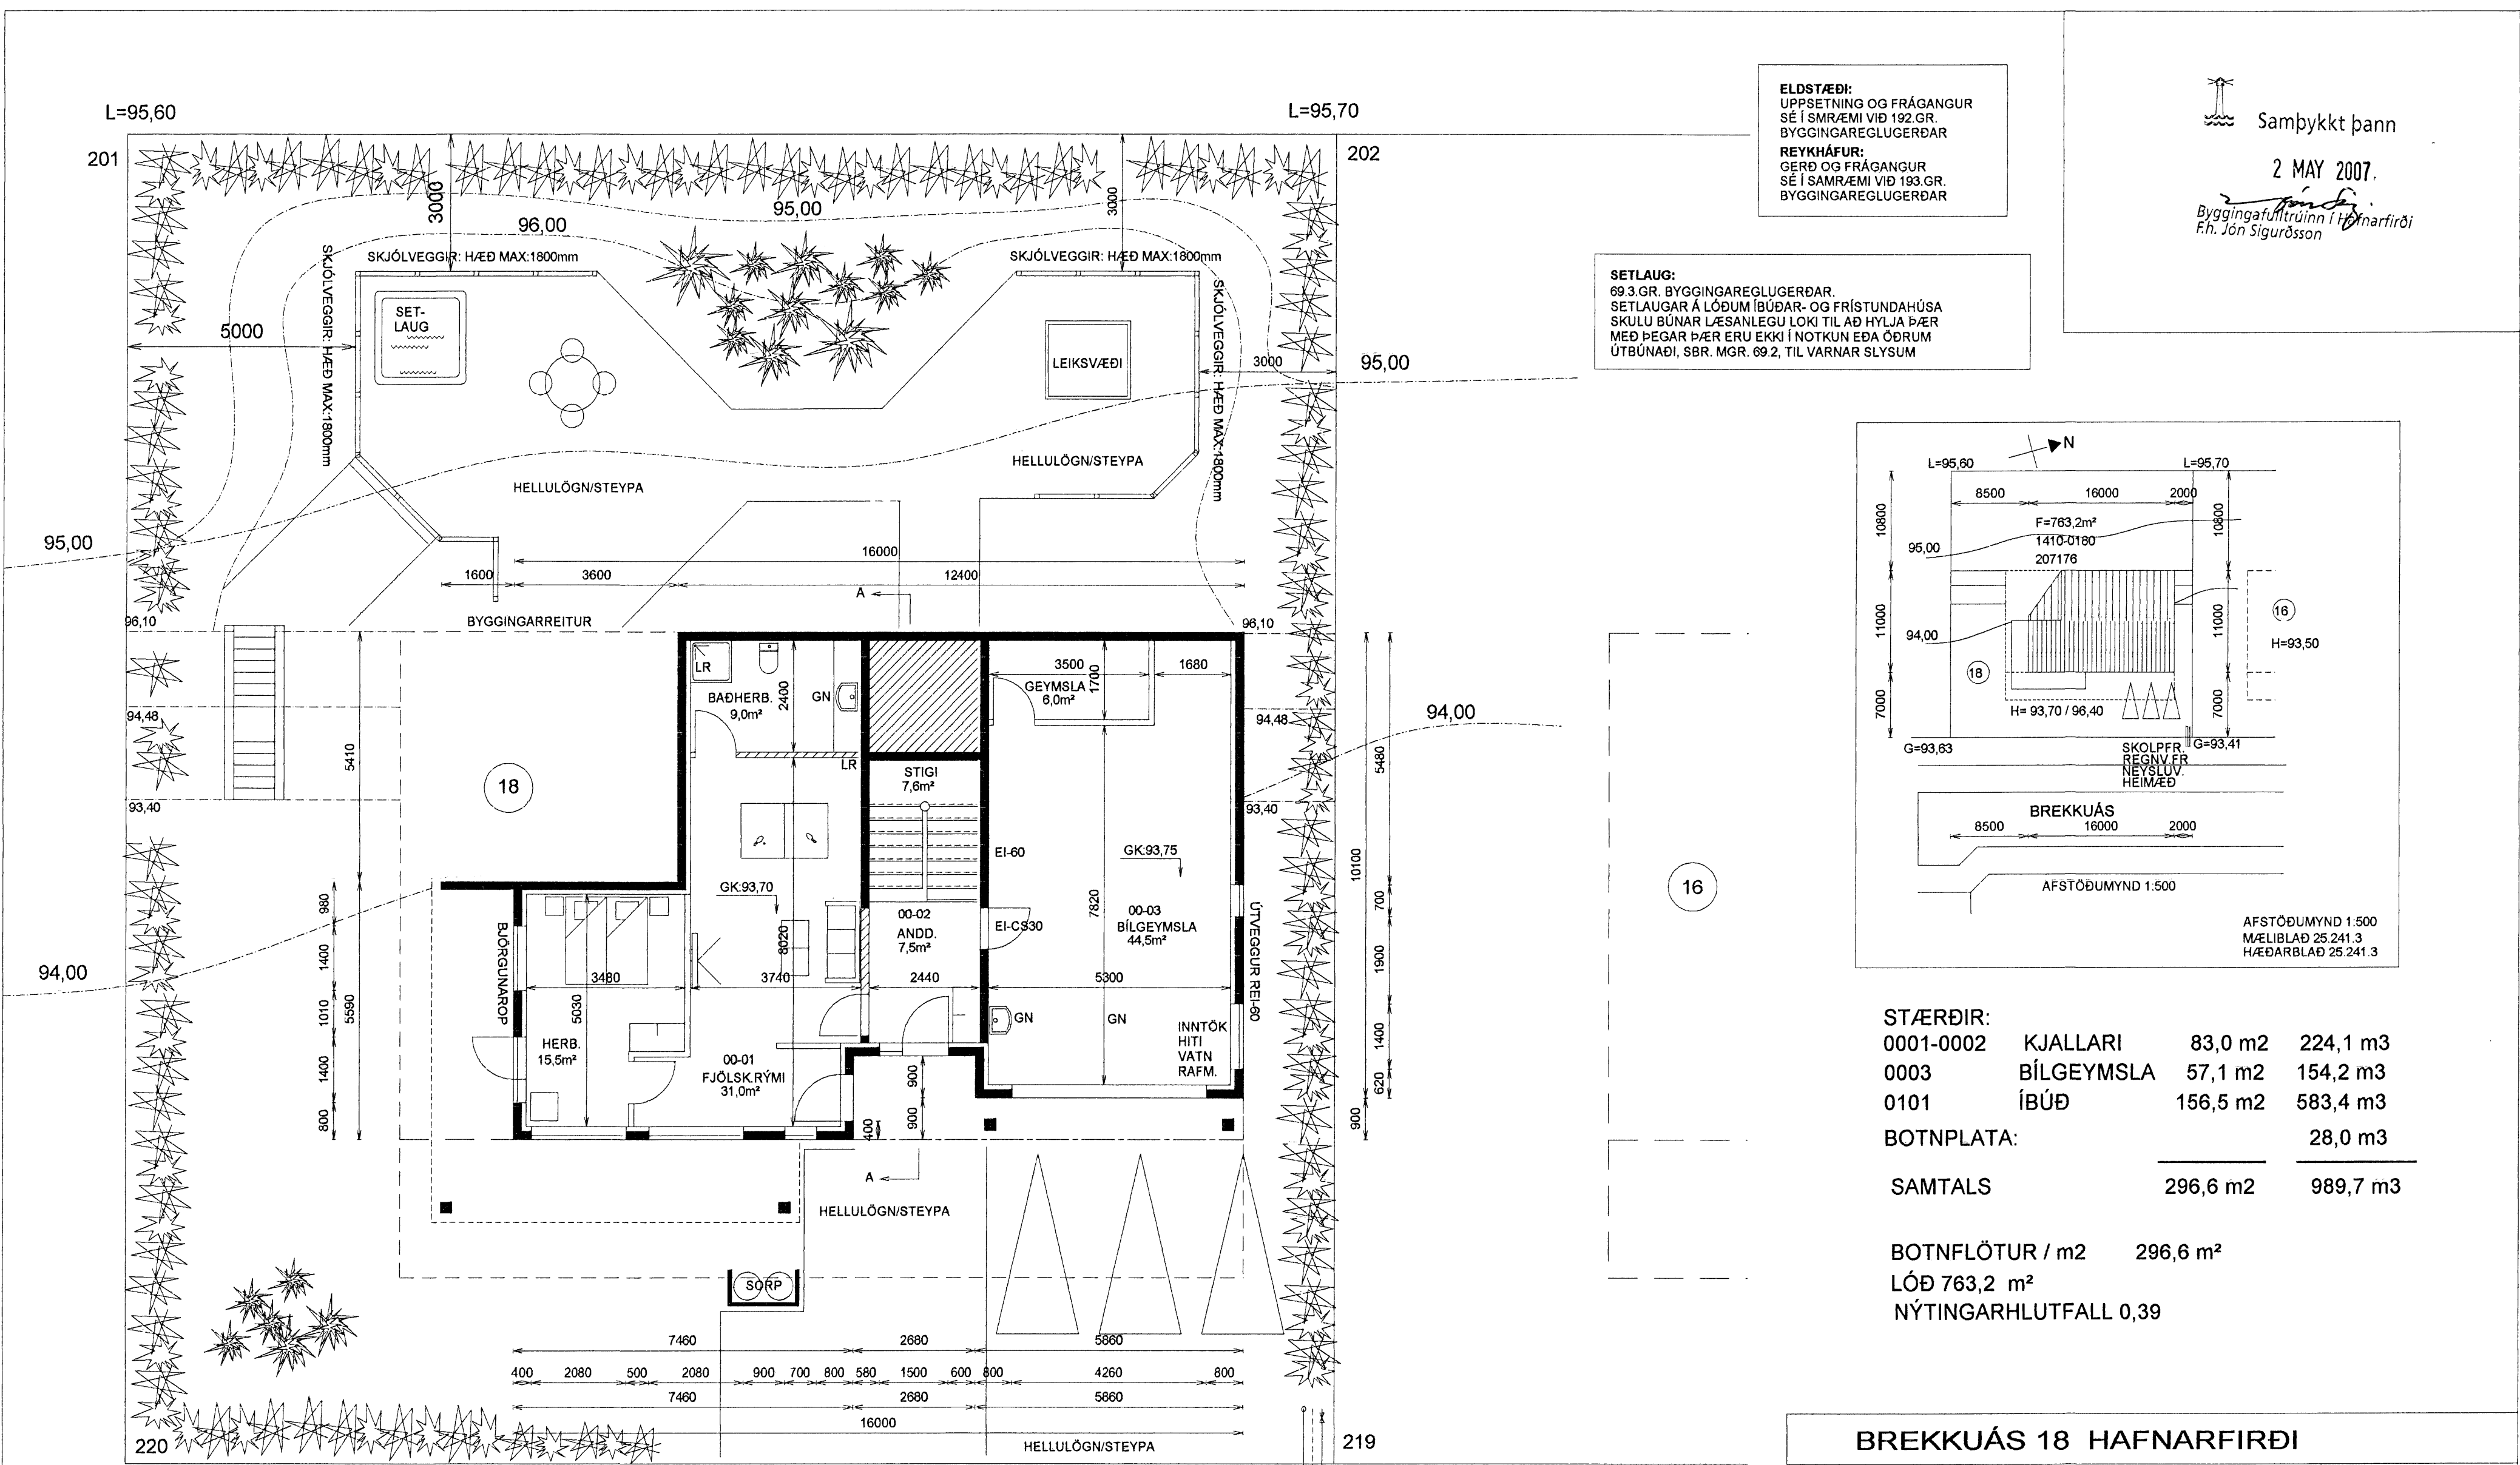 L=95,60
L=95,70
201
202
3000
3000
96,00
95,00
SKJÓLVEGGIR: HÆÐ MAX:1800mm
SKJÓLVEGGIR: HÆÐ MAX:1800mm
SKJÓLVEGGIR: HÆÐ MAX:1800mm
SKJÓLVEGGIR: HÆÐ MAX:1800mm
SET-
LAUG
5000
LEIKSVÆÐI
3000
95,00
HELLULÖGN/STEYPA
HELLULÖGN/STEYPA
95,00
16000
1600
3600
12400
A
BYGGINGARREITUR
96,10
96,10
LR
BAÐHERB.
9,0m²
2400
GN
3500
1700
1680
GEYMSLA
6,0m²
94,48
94,48
94,00
5410
LR
STIGI
7,6m²
18
93,40
93,40
5480
EI-60
GK:93,75
10100
16
GK:93,70
980
1400
1010
1400
800
5590
BJÖRGUNAROP
94,00
3480
5030
8020
3740
00-02
ANDD.
7,5m²
2440
EI-CS30
7820
00-03
BÍLGEYMSLA
44,5m²
5300
ÚTVEGGUR REI-60
700
1900
1400
620
900
HERB.
15,5m²
00-01
FJÖLSK.RÝMI
31,0m²
GN
GN
INNTÖK
HITI
VATN
RAFM.
900
900
400
A
HELLULÖGN/STEYPA
SORP
7460
2680
5860
400
2080
500
2080
900
700
800
580
1500
600
800
4260
800
7460
2680
5860
16000
220
HELLULÖGN/STEYPA
219
ELDSTÆÐI:
UPPSETNING OG FRÁGANGUR
SÉ Í SMRÆMI VIÐ 192.GR.
BYGGINGAREGLUGERÐAR
REYKHÁFUR:
GERÐ OG FRÁGANGUR
SÉ Í SAMRÆMI VIÐ 193.GR.
BYGGINGAREGLUGERÐAR
Samþykkt þann
2 MAY 2007.
Byggingafulltrúinn í Hafnarfirði
F.h. Jón Sigurðsson
SETLAUG:
69.3.GR. BYGGINGAREGLUGERÐAR.
SETLAUGAR Á LÓÐUM ÍBÚÐAR- OG FRÍSTUNDAHÚSA
SKULU BÚNAR LÆSANLEGU LOKI TIL AÐ HYLJA ÞÆR
MEÐ ÞEGAR ÞÆR ERU EKKI Í NOTKUN EÐA ÖÐRUM
ÚTBÚNAÐI, SBR. MGR. 69.2, TIL VARNAR SLYSUM
N
L=95,60
L=95,70
8500
16000
2000
10800
10800
F=763,2m²
1410-0180
207176
95,00
11000
11000
94,00
16
H=93,50
18
7000
7000
H= 93,70 / 96,40
G=93,63
G=93,41
SKOLPFR.
REGNV.FR
NEYSLUV.
HEIMÆÐ
BREKKUÁS
8500
16000
2000
AFSTÖÐUMYND 1:500
AFSTÖÐUMYND 1:500
MÆLIBLAÐ 25.241.3
HÆÐARBLAÐ 25.241.3
STÆRÐIR:
0001-0002 KJALLARI 83,0 m2 224,1 m3
0003 BÍLGEYMSLA 57,1 m2 154,2 m3
0101 ÍBÚÐ 156,5 m2 583,4 m3
BOTNPLATA: 28,0 m3
SAMTALS 296,6 m2 989,7 m3
BOTNFLÖTUR / m2 296,6 m²
LÓÐ 763,2 m²
NÝTINGARHLUTFALL 0,39
BREKKUÁS 18 HAFNARFIRÐI